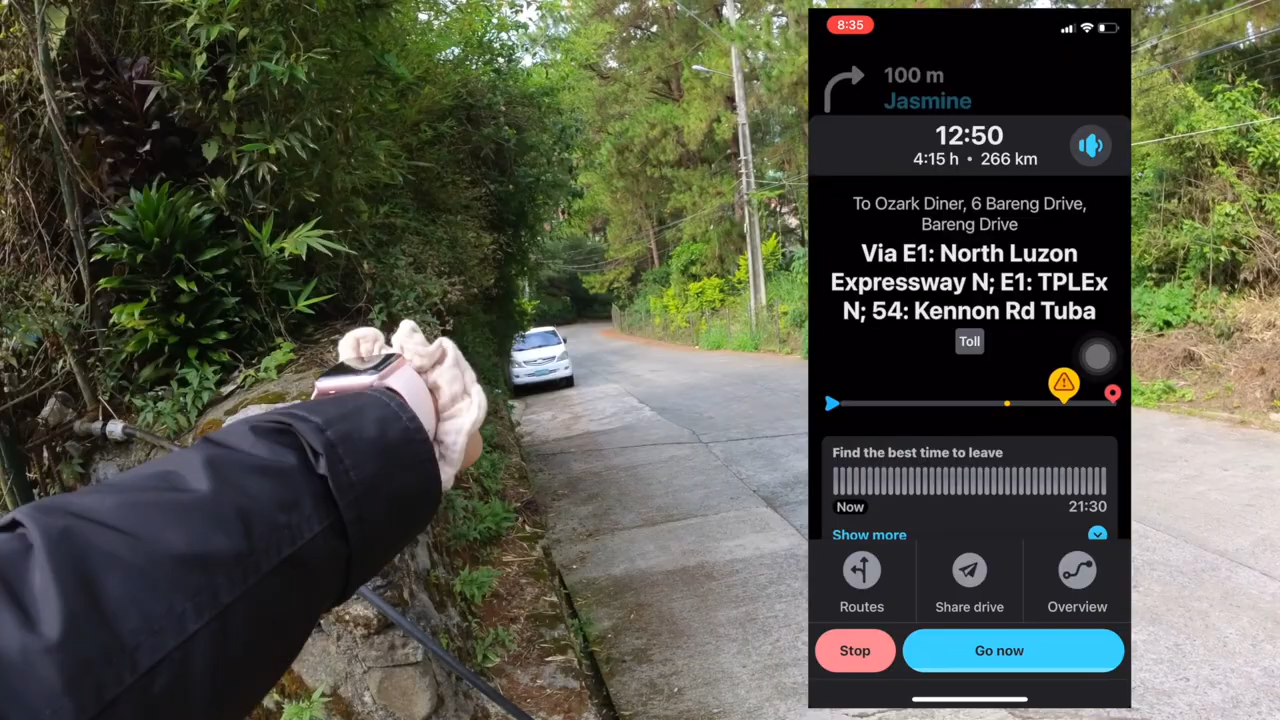 8:35
100 m
Jasmine
12:50
4:15 h • 266 km
To Ozark Diner, 6 Bareng Drive,
Bareng Drive
Via E1: North Luzon
Expressway N; E1: TPLEx
N; 54: Kennon Rd Tuba
Toll
Find the best time to leave
Now 21:30
Show more
Routes Share drive Overview
Stop Go now